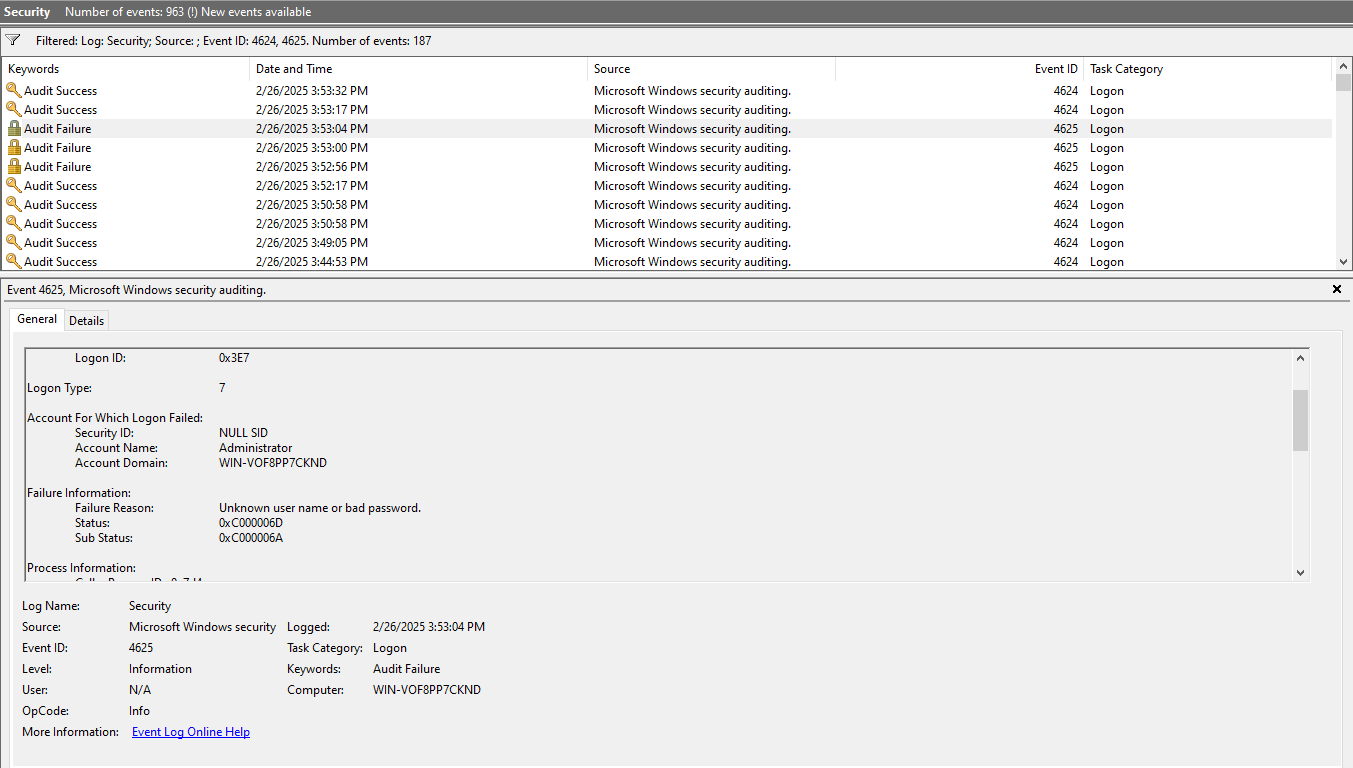 Security Number of events: 963 (!) New events available
Filtered: Log: Security; Source: ; Event ID: 4624, 4625. Number of events: 187
Keywords Date and Time Source Event ID Task Category
Audit Success 2/26/2025 3:53:32 PM Microsoft Windows security auditing. 4624 Logon
Audit Success 2/26/2025 3:53:17 PM Microsoft Windows security auditing. 4624 Logon
Audit Failure 2/26/2025 3:53:04 PM Microsoft Windows security auditing. 4625 Logon
Audit Failure 2/26/2025 3:53:00 PM Microsoft Windows security auditing. 4625 Logon
Audit Failure 2/26/2025 3:52:56 PM Microsoft Windows security auditing. 4625 Logon
Audit Success 2/26/2025 3:52:17 PM Microsoft Windows security auditing. 4624 Logon
Audit Success 2/26/2025 3:50:58 PM Microsoft Windows security auditing. 4624 Logon
Audit Success 2/26/2025 3:50:58 PM Microsoft Windows security auditing. 4624 Logon
Audit Success 2/26/2025 3:49:05 PM Microsoft Windows security auditing. 4624 Logon
Audit Success 2/26/2025 3:44:53 PM Microsoft Windows security auditing. 4624 Logon
Event 4625, Microsoft Windows security auditing.
General Details
Logon ID: 0x3E7
Logon Type: 7
Account For Which Logon Failed:
Security ID: NULL SID
Account Name: Administrator
Account Domain: WIN-VOF8PP7CKND
Failure Information:
Failure Reason: Unknown user name or bad password.
Status: 0xC000006D
Sub Status: 0xC000006A
Process Information:
Log Name: Security
Source: Microsoft Windows security Logged: 2/26/2025 3:53:04 PM
Event ID: 4625 Task Category: Logon
Level: Information Keywords: Audit Failure
User: N/A Computer: WIN-VOF8PP7CKND
OpCode: Info
More Information: Event Log Online Help